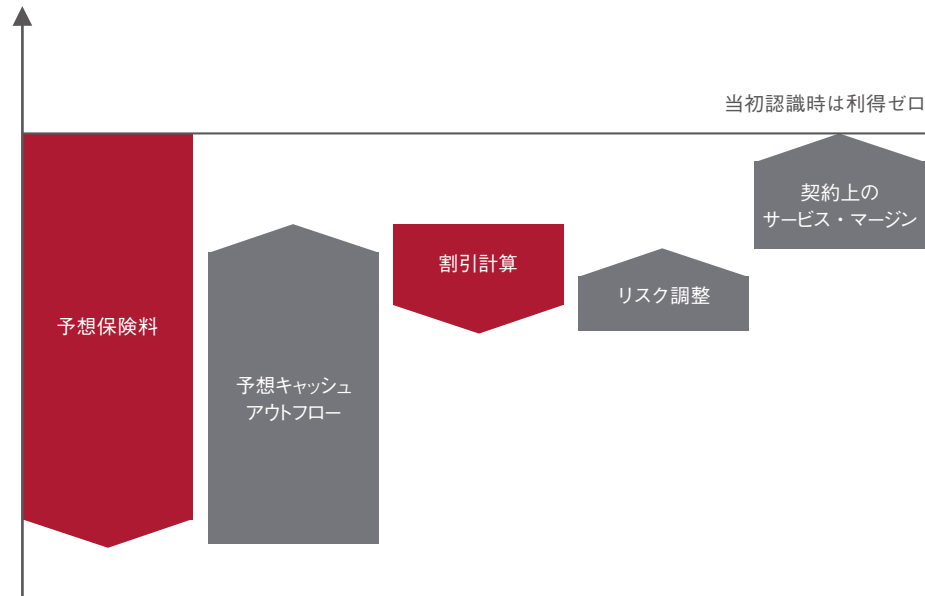 当初認識時は利得ゼロ
予想保険料
予想キャッシュ
アウトフロー
割引計算
リスク調整
契約上の
サービス・マージン